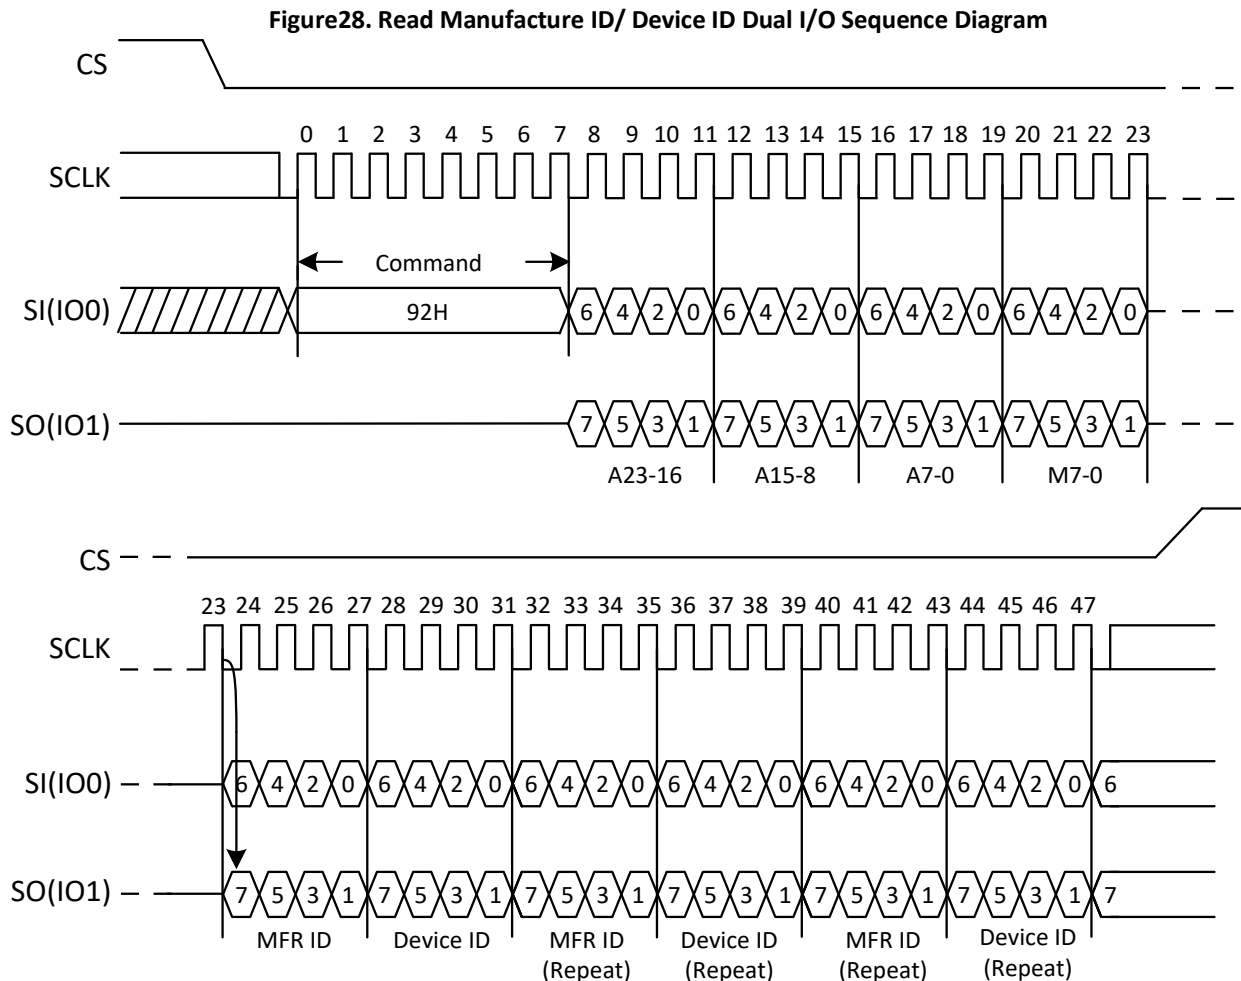 Figure28. Read Manufacture ID/ Device ID Dual I/O Sequence Diagram
CS
0 1 2 3 4 5 6 7 8 9 10 11 12 13 14 15 16 17 18 19 20 21 22 23
SCLK
Command
SI(IO0) 92H 6 4 2 0 6 4 2 0 6 4 2 0 6 4 2 0
SO(IO1) 7 5 3 1 7 5 3 1 7 5 3 1 7 5 3 1
A23-16 A15-8 A7-0 M7-0
CS
23 24 25 26 27 28 29 30 31 32 33 34 35 36 37 38 39 40 41 42 43 44 45 46 47
SCLK
SI(IO0) 6 4 2 0 6 4 2 0 6 4 2 0 6 4 2 0 6 4 2 0 6 4 2 0 6
SO(IO1) 7 5 3 1 7 5 3 1 7 5 3 1 7 5 3 1 7 5 3 1 7 5 3 1 7
MFR ID Device ID MFR ID Device ID MFR ID Device ID
(Repeat) (Repeat) (Repeat) (Repeat)